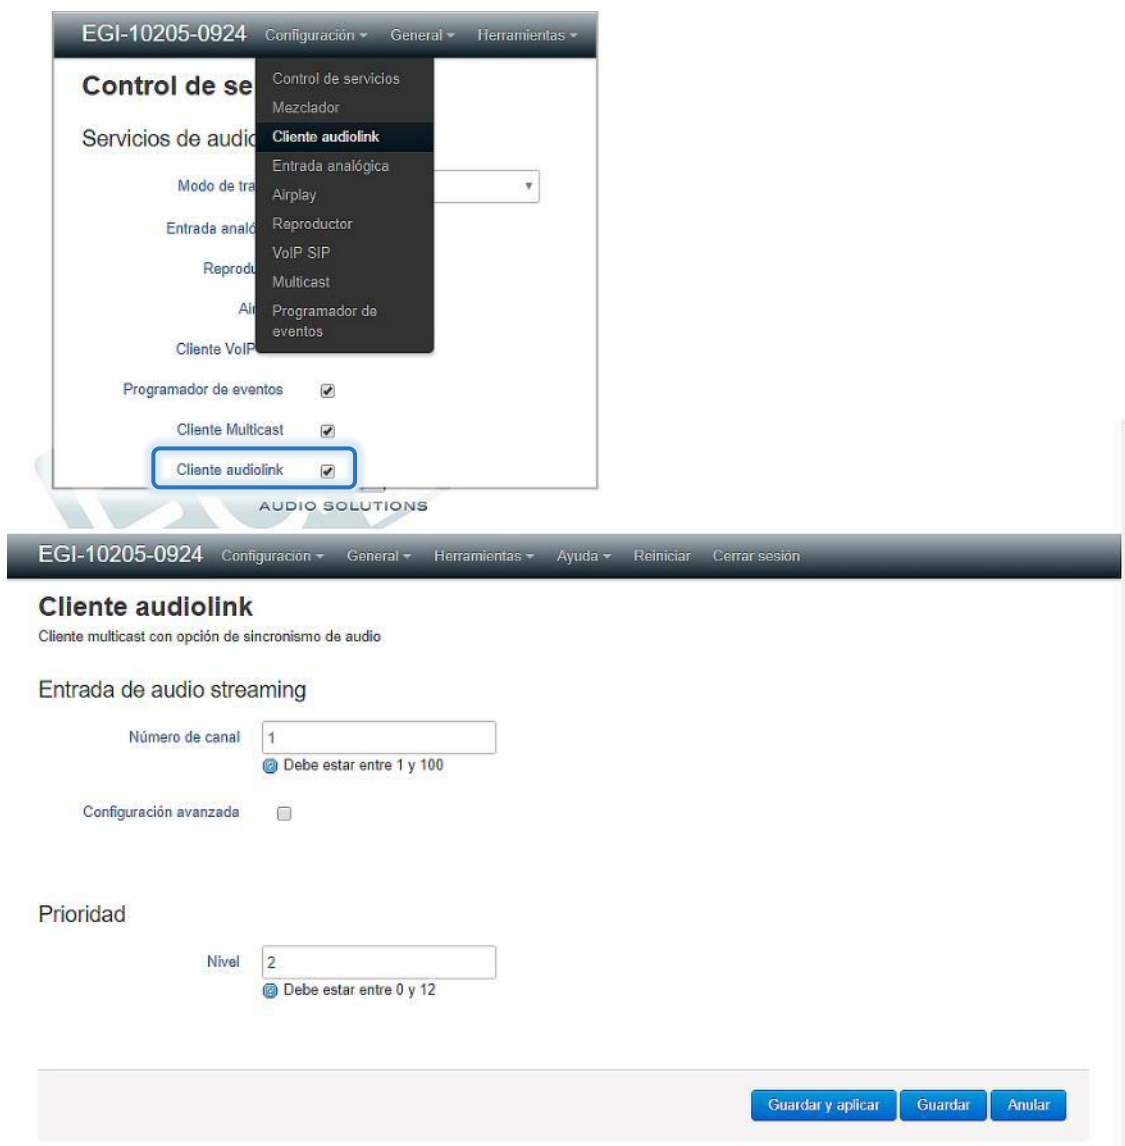 EGI-10205-0924 Configuración General Herramientas
Control de se
Control de servicios
Mezclador
Servicios de audio
Cliente audiolink
Entrada analógica
Modo de tra
Airplay
Entrada analó
Reproductor
VoIP SIP
Reprodu
Multicast
Air
Programador de
eventos
Cliente VoIP
Programador de eventos
Cliente Multicast
Cliente audiolink
AUDIO SOLUTIONS
EGI-10205-0924 Configuración General Herramientas Ayuda Reiniciar Cerrar sesión
Cliente audiolink
Cliente multicast con opción de sincronismo de audio
Entrada de audio streaming
Número de canal 1
Debe estar entre 1 y 100
Configuración avanzada
Prioridad
Nivel 2
Debe estar entre 0 y 12
Guardar y aplicar Guardar Anular